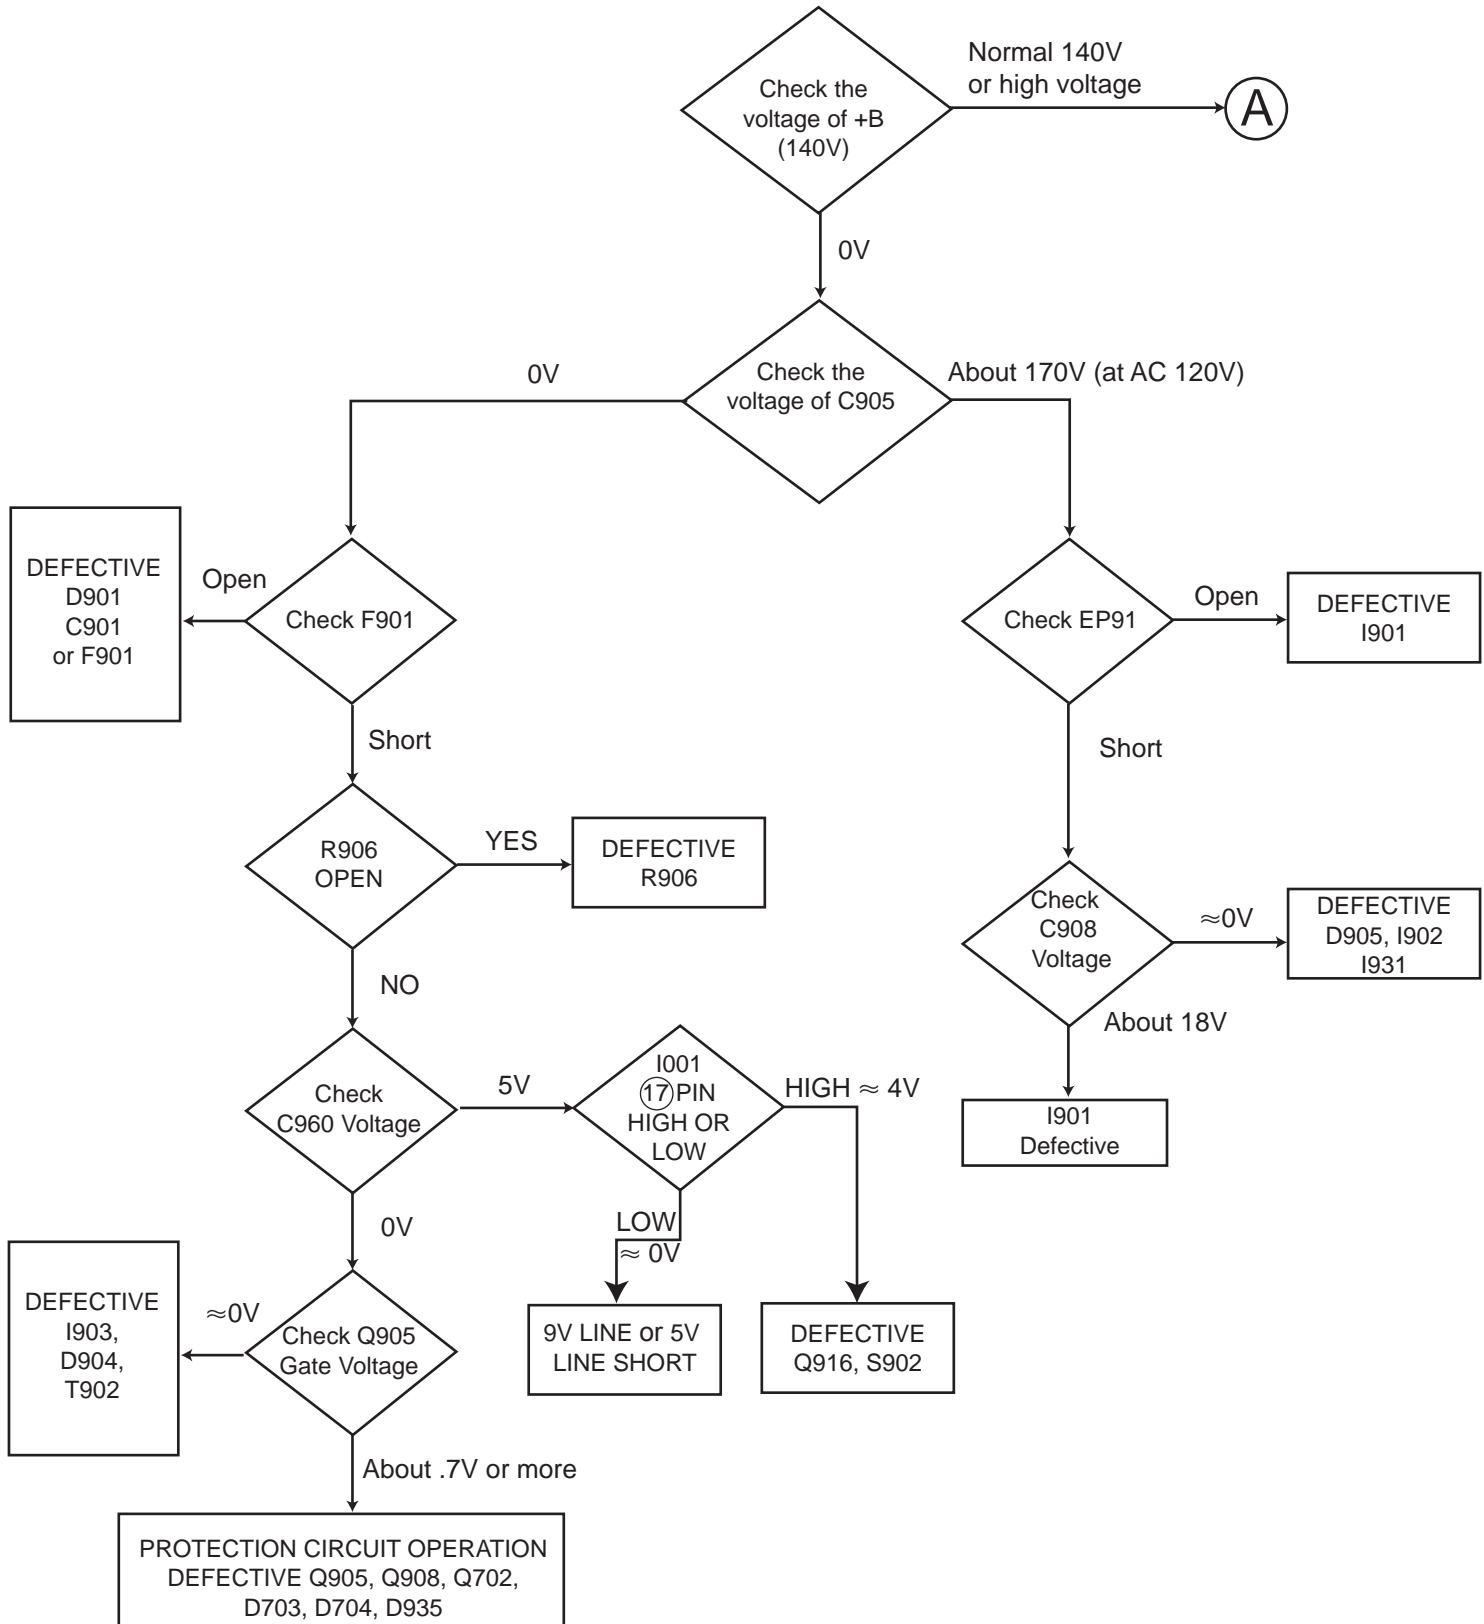 Check the
voltage of +B
(140V)
Normal 140V
or high voltage
A
0V
Check the
voltage of C905
0V
About 170V (at AC 120V)
Check F901
Open
DEFECTIVE
D901
C901
or F901
Short
R906
OPEN
YES
DEFECTIVE
R906
NO
Check
C960 Voltage
5V
I001
17 PIN
HIGH OR
LOW
HIGH ≈ 4V
LOW
≈ 0V
9V LINE or 5V
LINE SHORT
DEFECTIVE
Q916, S902
0V
Check Q905
Gate Voltage
≈0V
DEFECTIVE
I903,
D904,
T902
About .7V or more
PROTECTION CIRCUIT OPERATION
DEFECTIVE Q905, Q908, Q702,
D703, D704, D935
Check EP91
Open
DEFECTIVE
I901
Short
Check
C908
Voltage
≈0V
DEFECTIVE
D905, I902
I931
About 18V
I901
Defective